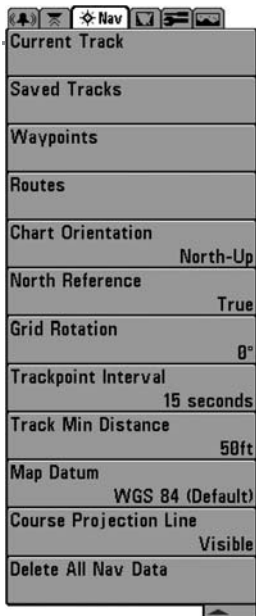 Nav
Current Track
Saved Tracks
Waypoints
Routes
Chart Orientation
North-Up
North Reference
True
Grid Rotation
0°
Trackpoint Interval
15 seconds
Track Min Distance
50ft
Map Datum
WGS 84 (Default)
Course Projection Line
Visible
Delete All Nav Data